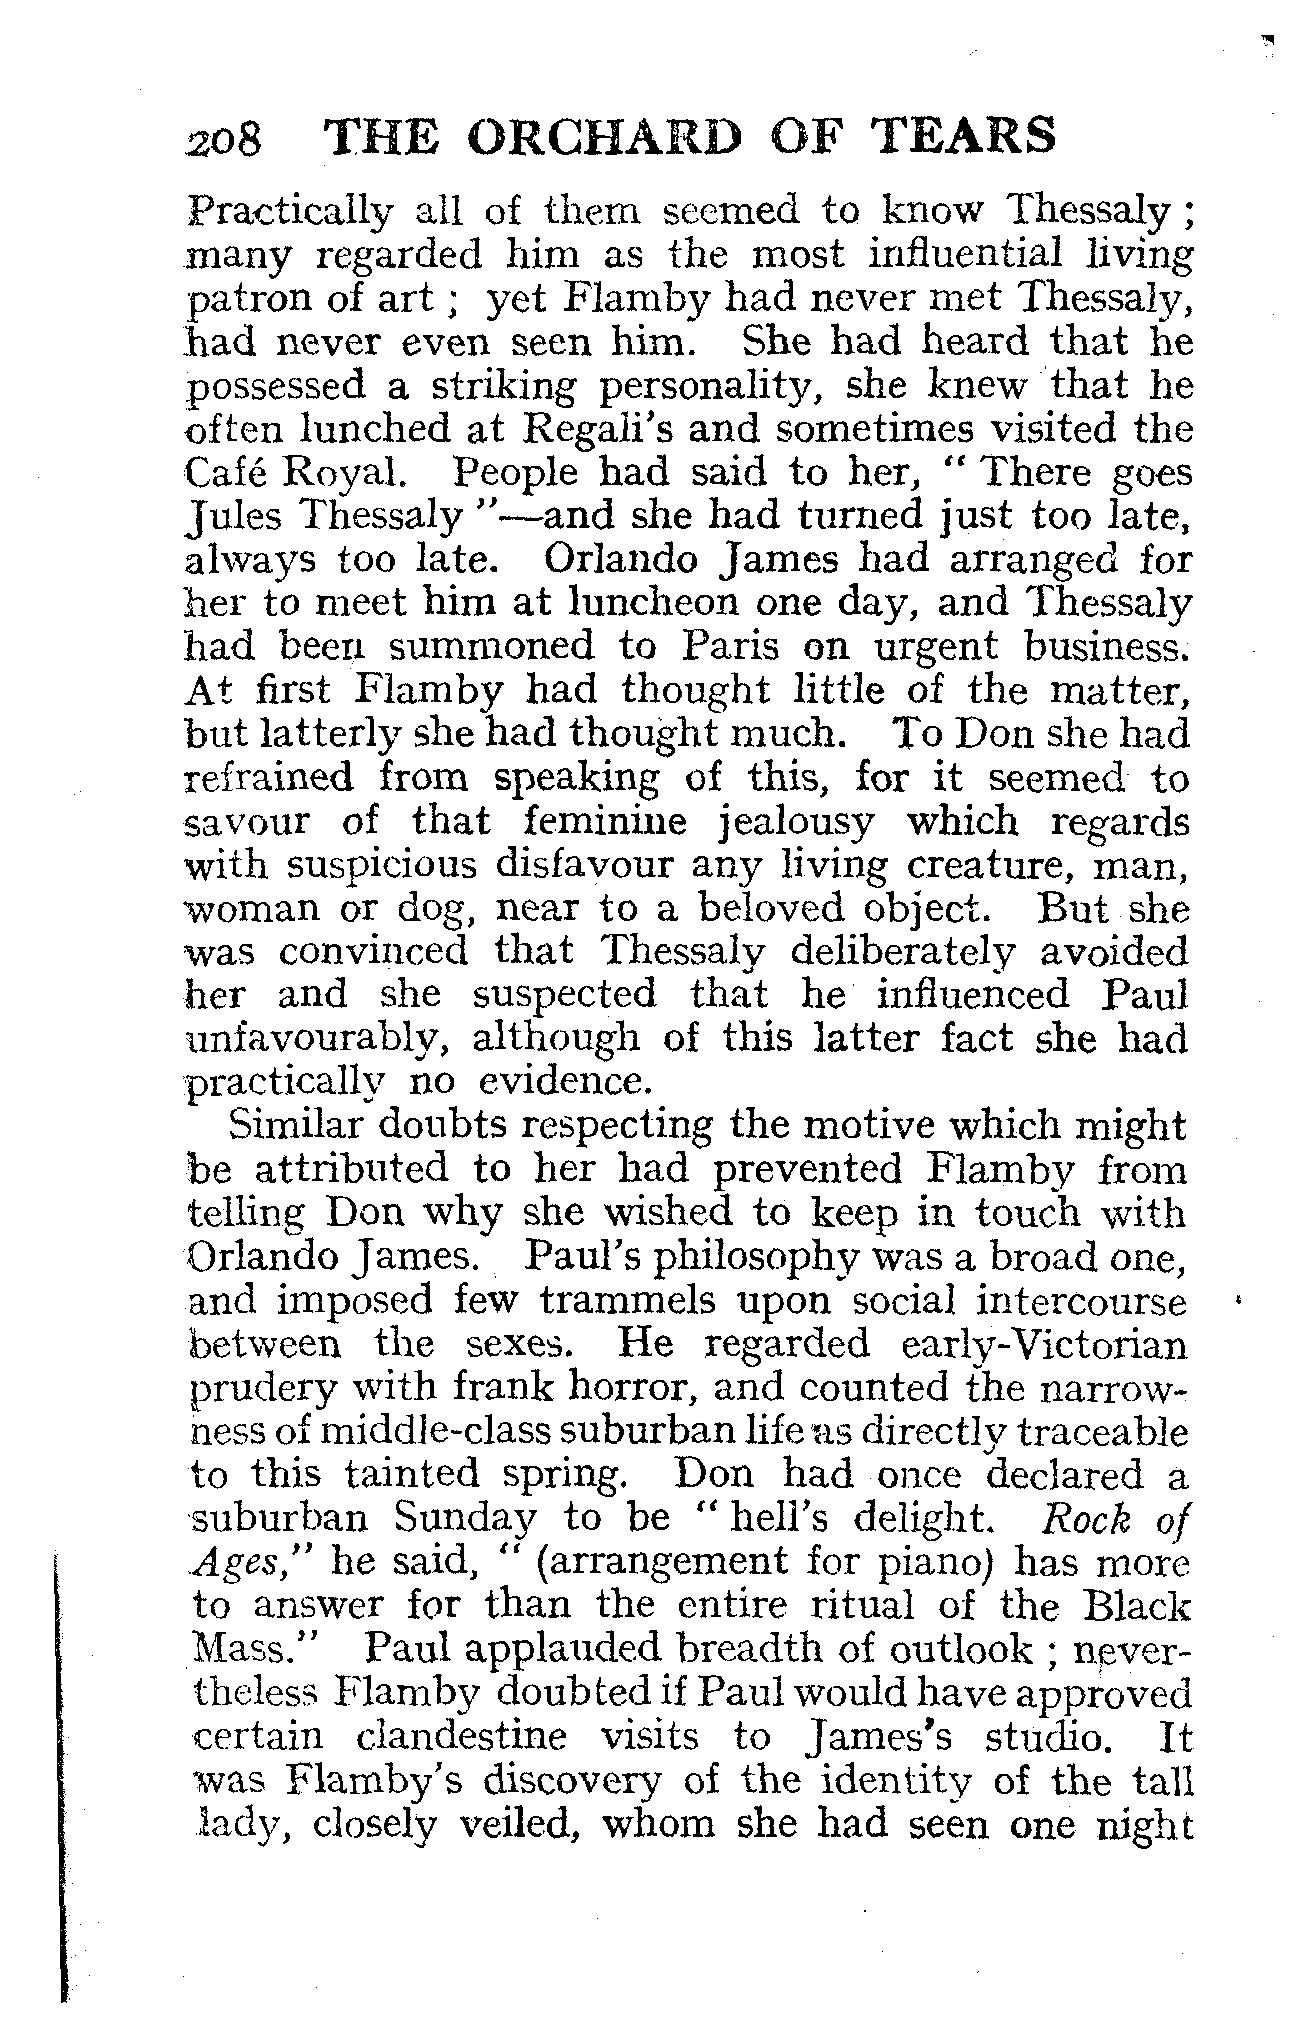 208 THE ORCHARD OF TEARS
Practically all of them seemed to know Thessaly ;
many regarded him as the most influential living
patron of art ; yet Flamby had never met Thessaly,
had never even seen him. She had heard that he
possessed a striking personality, she knew that he
often lunched at Regali's and sometimes visited the
Café Royal. People had said to her, " There goes
Jules Thessaly "—and she had turned just too late,
always too late. Orlando James had arranged for
her to meet him at luncheon one day, and Thessaly
had been summoned to Paris on urgent business.
At first Flamby had thought little of the matter,
but latterly she had thought much. To Don she had
refrained from speaking of this, for it seemed to
savour of that feminine jealousy which regards
with suspicious disfavour any living creature, man,
woman or dog, near to a beloved object. But she
was convinced that Thessaly deliberately avoided
her and she suspected that he influenced Paul
unfavourably, although of this latter fact she had
practically no evidence.
Similar doubts respecting the motive which might
be attributed to her had prevented Flamby from
telling Don why she wished to keep in touch with
Orlando James. Paul's philosophy was a broad one,
and imposed few trammels upon social intercourse
between the sexes. He regarded early-Victorian
prudery with frank horror, and counted the narrow-
ness of middle-class suburban life as directly traceable
to this tainted spring. Don had once declared a
suburban Sunday to be " hell's delight. Rock of
Ages," he said, " (arrangement for piano) has more
to answer for than the entire ritual of the Black
Mass." Paul applauded breadth of outlook ; never-
theless Flamby doubted if Paul would have approved
certain clandestine visits to James's studio. It
was Flamby's discovery of the identity of the tall
lady, closely veiled, whom she had seen one night